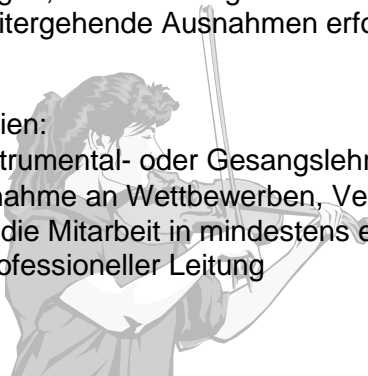 itergehende Ausnahmen erfo
ien:
trumental- oder Gesangslehr
nahme an Wettbewerben, Ve
die Mitarbeit in mindestens e
ofessioneller Leitung